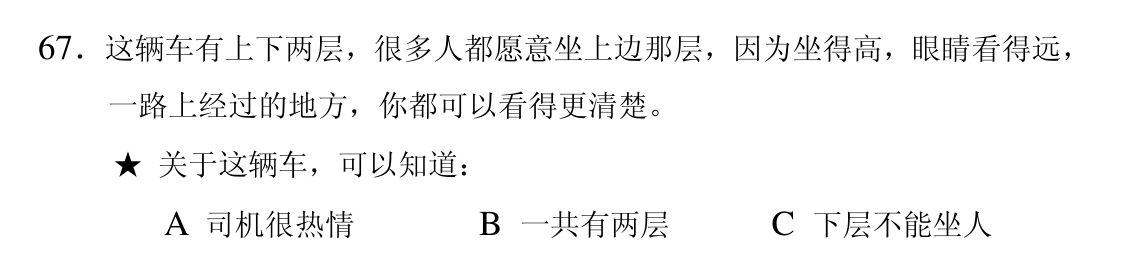 67．这辆车有上下两层，很多人都愿意坐上边那层，因为坐得高，眼睛看得远，
一路上经过的地方，你都可以看得更清楚。
★ 关于这辆车，可以知道：
A 司机很热情 B 一共有两层 C 下层不能坐人